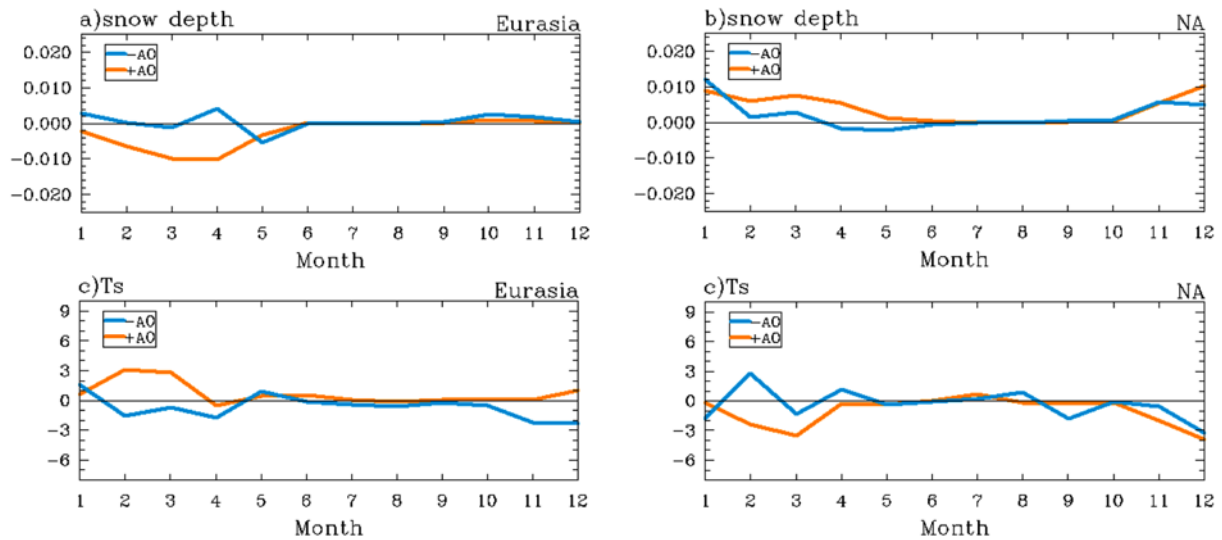 a)snow depth Eurasia
0.020
0.010
0.000
−0.010
−0.020
−AO
+AO
1 2 3 4 5 6 7 8 9 10 11 12
Month
b)snow depth NA
0.020
0.010
0.000
−0.010
−0.020
−AO
+AO
1 2 3 4 5 6 7 8 9 10 11 12
Month
c)Ts Eurasia
9
6
3
0
−3
−6
−AO
+AO
1 2 3 4 5 6 7 8 9 10 11 12
Month
c)Ts NA
9
6
3
0
−3
−6
−AO
+AO
1 2 3 4 5 6 7 8 9 10 11 12
Month